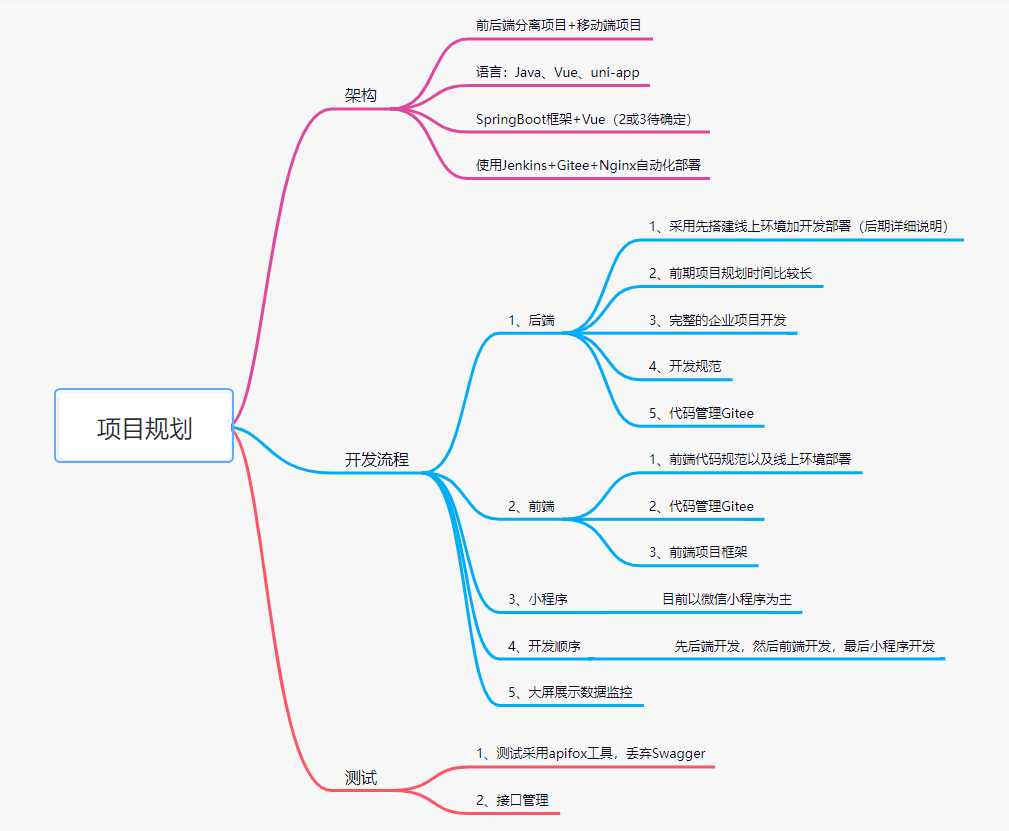 项目规划
架构
前后端分离项目+移动端项目
语言：Java、Vue、uni-app
SpringBoot框架+Vue（2或3待确定）
使用Jenkins+Gitee+Nginx自动化部署
开发流程
1、后端
1、采用先搭建线上环境加开发部署（后期详细说明）
2、前期项目规划时间比较长
3、完整的企业项目开发
4、开发规范
5、代码管理Gitee
2、前端
1、前端代码规范以及线上环境部署
2、代码管理Gitee
3、前端项目框架
3、小程序
目前以微信小程序为主
4、开发顺序
先后端开发，然后前端开发，最后小程序开发
5、大屏展示数据监控
测试
1、测试采用apifox工具，丢弃Swagger
2、接口管理